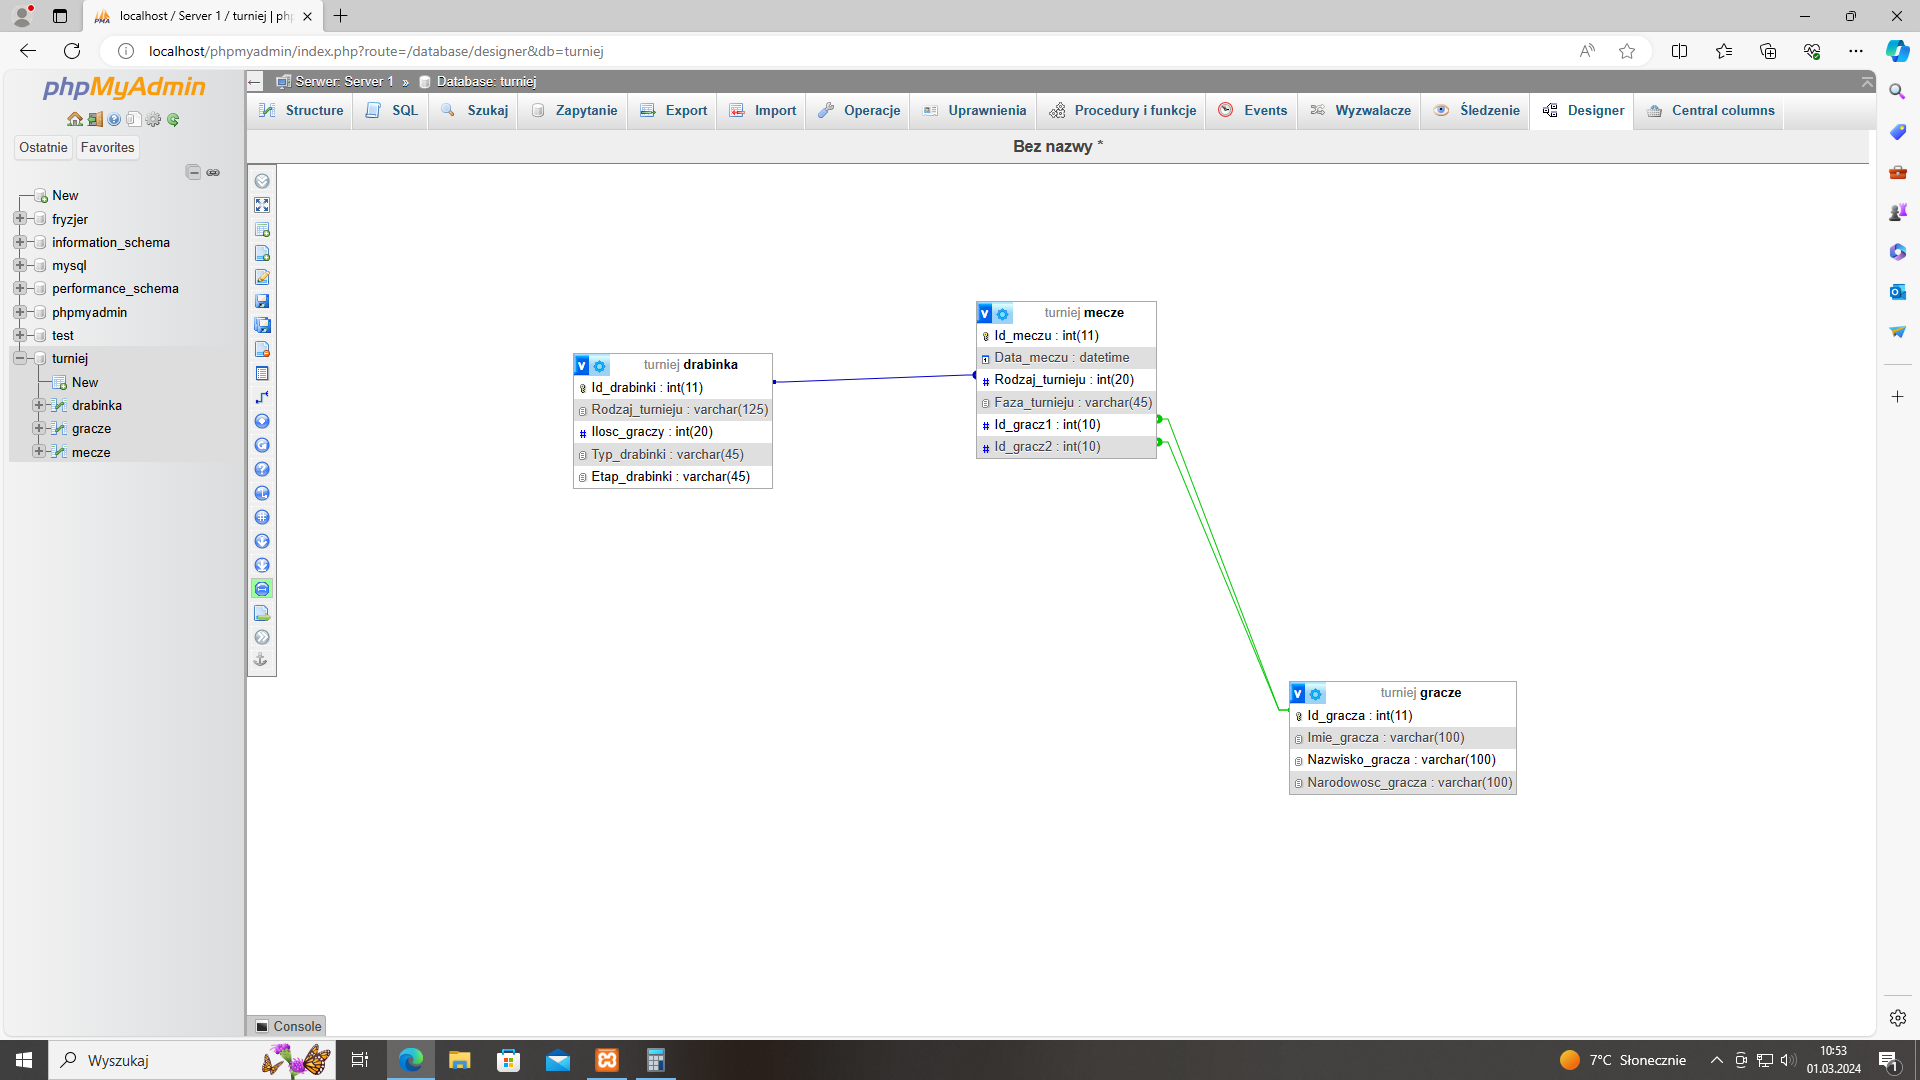 localhost / Server 1 / turniej | php
localhost/phpmyadmin/index.php?route=/database/designer&db=turniej
phpMyAdmin
Ostatnie Favorites
New
fryzjer
information_schema
mysql
performance_schema
phpmyadmin
test
turniej
New
drabinka
gracze
mecze
Serwer: Server 1 » Database: turniej
Structure SQL Szukaj Zapytanie Export Import Operacje Uprawnienia Procedury i funkcje Events Wyzwalacze Śledzenie Designer Central columns
Bez nazwy *
v turniej drabinka
Id_drabinki : int(11)
Rodzaj_turnieju : varchar(125)
# Ilosc_graczy : int(20)
Typ_drabinki : varchar(45)
Etap_drabinki : varchar(45)
v turniej mecze
Id_meczu : int(11)
Data_meczu : datetime
# Rodzaj_turnieju : int(20)
Faza_turnieju : varchar(45)
# Id_gracz1 : int(10)
# Id_gracz2 : int(10)
v turniej gracze
Id_gracza : int(11)
Imie_gracza : varchar(100)
Nazwisko_gracza : varchar(100)
Narodowosc_gracza : varchar(100)
Console
Wyszukaj
7°C Słonecznie
10:53
01.03.2024
1